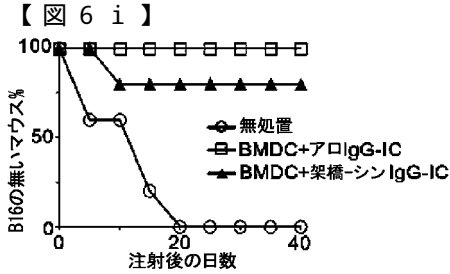 【図6i】
100
50
0
B16の無いマウス%
無処置
BMDC+アロIgG-IC
BMDC+架橋-シンIgG-IC
0 20 40
注射後の日数